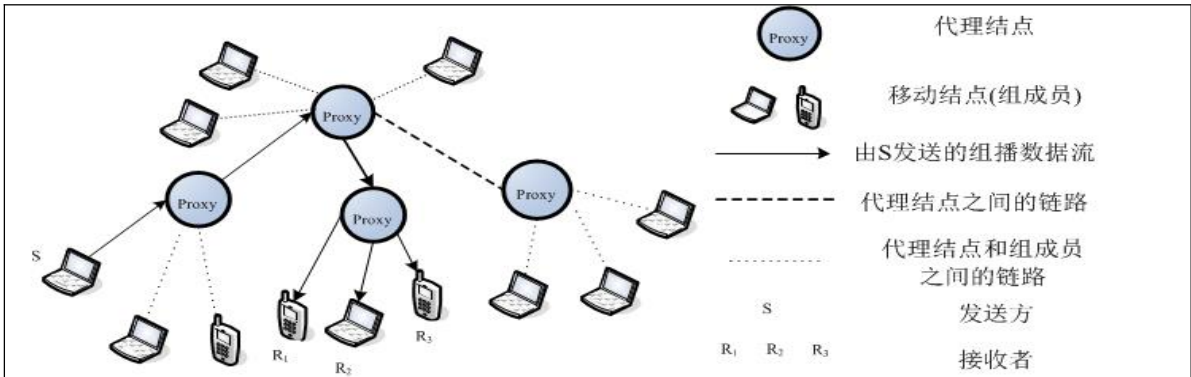 Proxy
Proxy
Proxy
Proxy
S
R₁
R₂
R₃
Proxy
代理结点
移动结点(组成员)
由S发送的组播数据流
代理结点之间的链路
代理结点和组成员
之间的链路
S
发送方
R₁ R₂ R₃
接收者